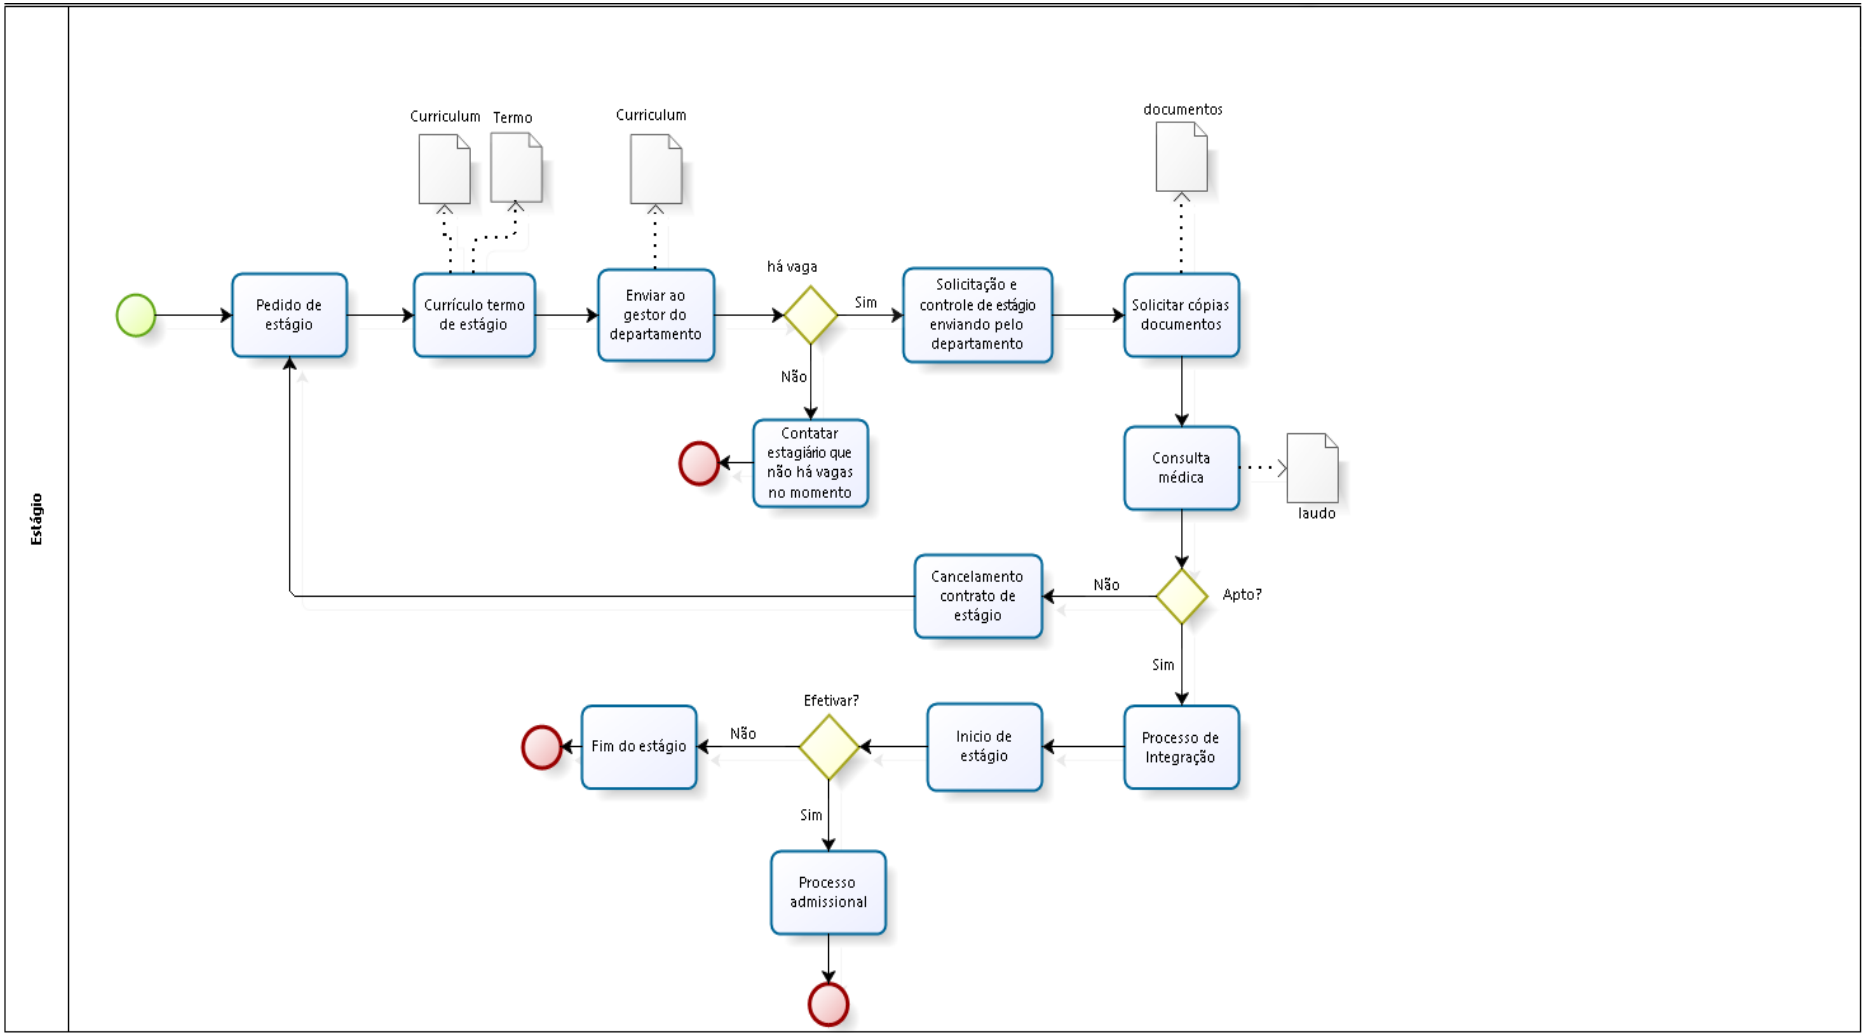 Estágio
Curriculum
Termo
Curriculum
documentos
Pedido de
estágio
Currículo termo
de estágio
Enviar ao
gestor do
departamento
há vaga
Sim
Não
Solicitação e
controle de estágio
enviando pelo
departamento
Solicitar cópias
documentos
Contatar
estagiário que
não há vagas
no momento
Consulta
médica
laudo
Cancelamento
contrato de
estágio
Não
Apto?
Sim
Efetivar?
Fim do estágio
Não
Inicio de
estágio
Processo de
Integração
Sim
Processo
admissional